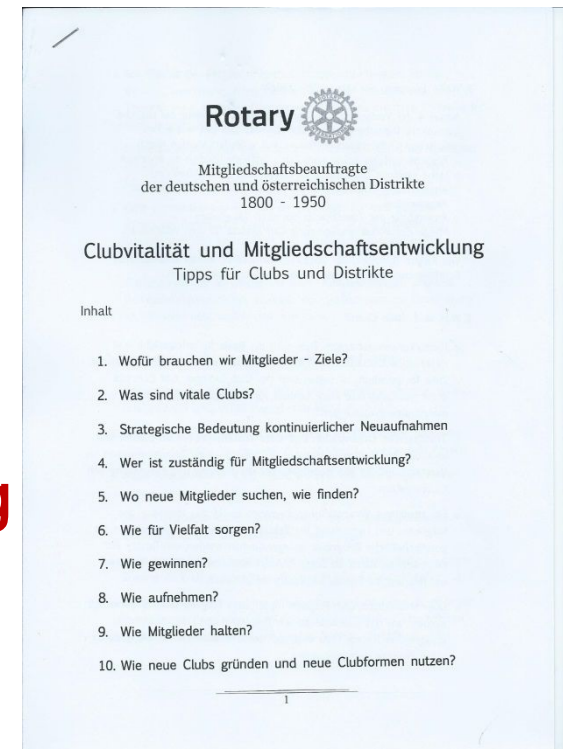 Rotary
Mitgliedschaftsbeauftragte
der deutschen und österreichischen Distrikte
1800 - 1950
Clubvitalität und Mitgliedschaftsentwicklung
Tipps für Clubs und Distrikte
Inhalt
1. Wofür brauchen wir Mitglieder - Ziele?
2. Was sind vitale Clubs?
3. Strategische Bedeutung kontinuierlicher Neuaufnahmen
4. Wer ist zuständig für Mitgliedschaftsentwicklung?
5. Wo neue Mitglieder suchen, wie finden?
g
6. Wie für Vielfalt sorgen?
7. Wie gewinnen?
8. Wie aufnehmen?
9. Wie Mitglieder halten?
10. Wie neue Clubs gründen und neue Clubformen nutzen?
1